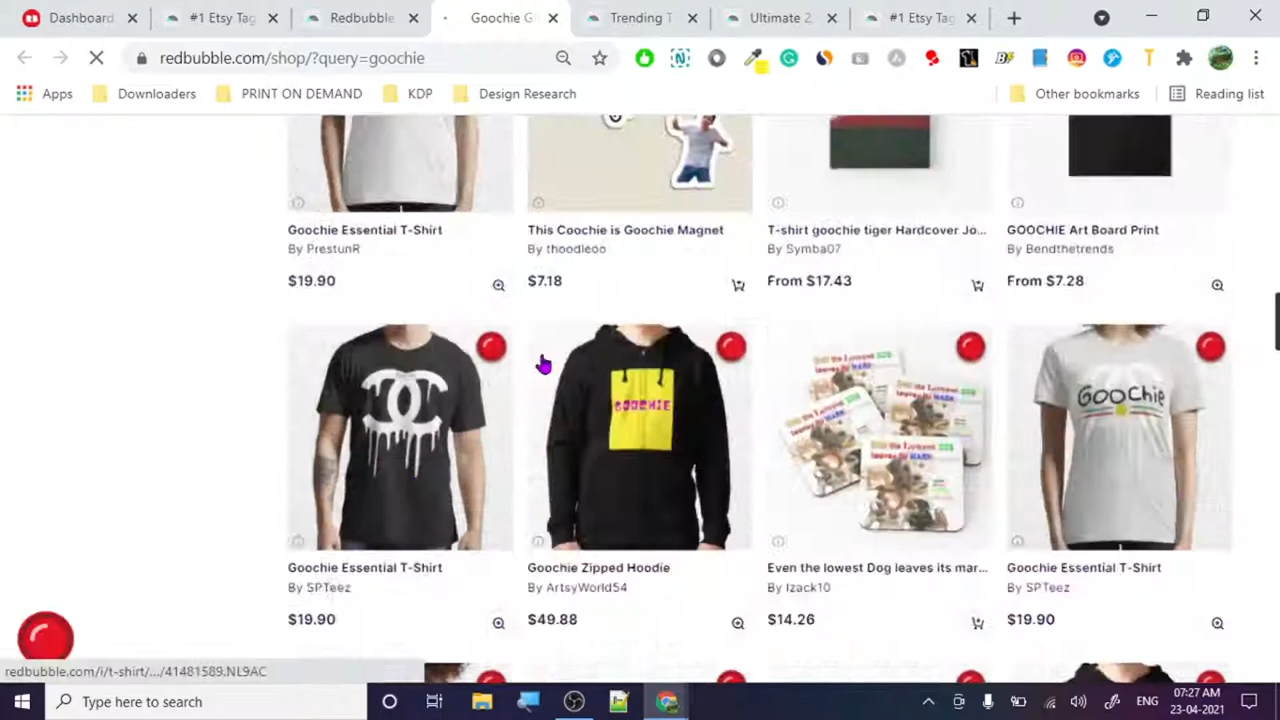 Dashboard
#1 Etsy Tag
Redbubble
Goochie G
Trending T
Ultimate 2
#1 Etsy Tag
redbubble.com/shop/?query=goochie
Apps
Downloaders
PRINT ON DEMAND
KDP
Design Research
Other bookmarks
Reading list
Goochie Essential T-Shirt
By PrestunR
$19.90
This Coochie is Goochie Magnet
By thoodleoo
$7.18
T-shirt goochie tiger Hardcover Jo...
By Symba07
From $17.43
GOOCHIE Art Board Print
By Bendthetrends
From $7.28
GOOCHIE
GooChie
Goochie Essential T-Shirt
By SPTeez
$19.90
Goochie Zipped Hoodie
By ArtsyWorld54
$49.88
Even the lowest Dog leaves its mar...
By Izack10
$14.26
Goochie Essential T-Shirt
By SPTeez
$19.90
redbubble.com/i/t-shirt/.../41481589.NL9AC
Type here to search
ENG
07:27 AM
23-04-2021